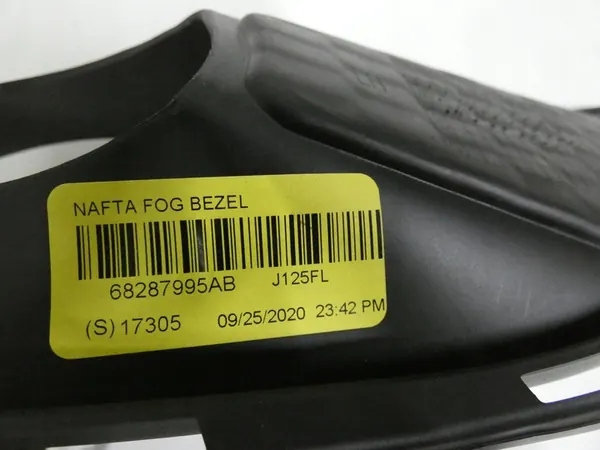 NAFTA FOG BEZEL
68287995AB J125FL
(S) 17305 09/25/2020 23:42 PM